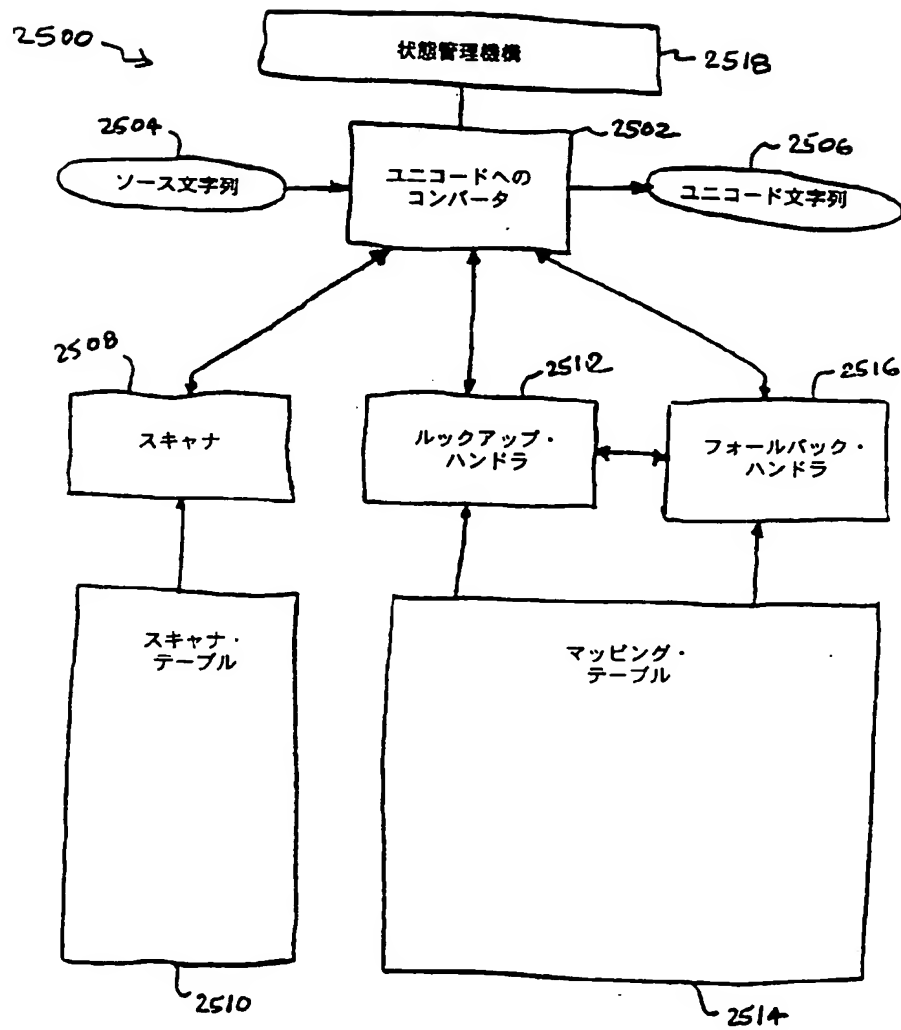 2500
状態管理機構
2518
2504
2502
2506
ソース文字列
ユニコードへの
コンバータ
ユニコード文字列
2508
2512
2516
スキャナ
ルックアップ・
ハンドラ
フォールバック・
ハンドラ
スキャナ・
テーブル
マッピング・
テーブル
2510
2514